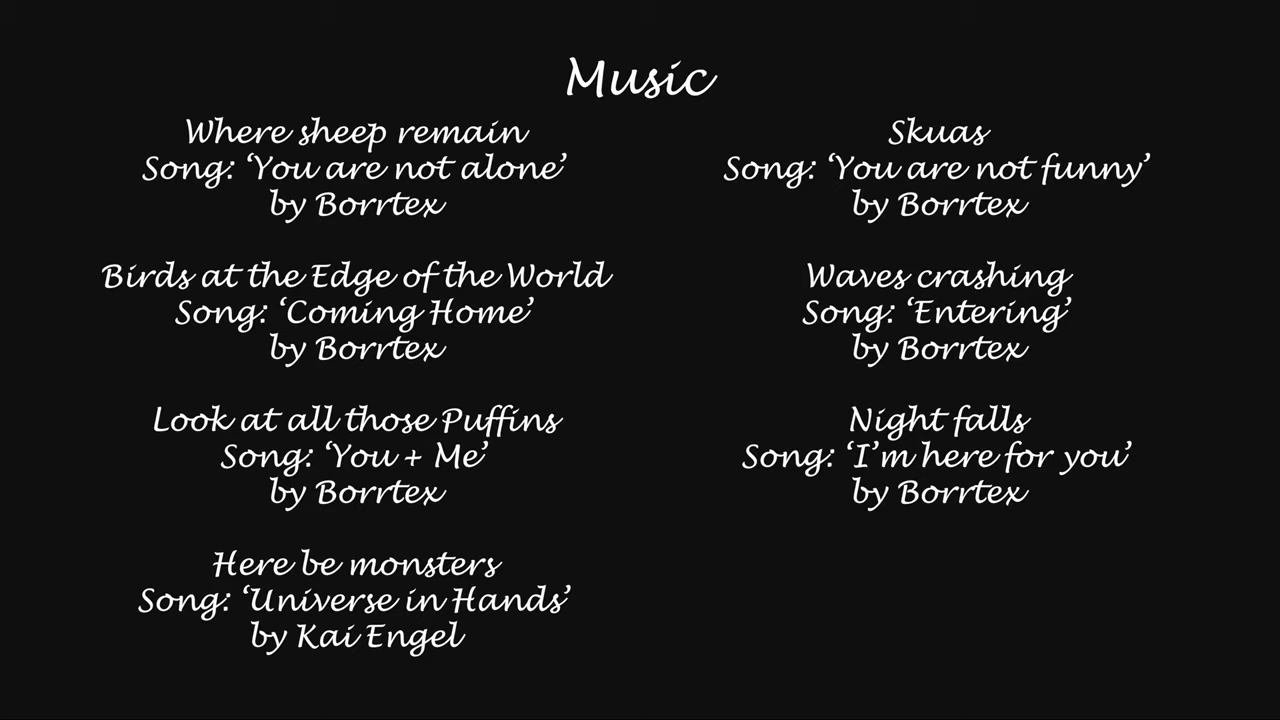 Music
Where sheep remain
Song: ‘You are not alone’
by Borrtex
Birds at the Edge of the World
Song: ‘Coming Home’
by Borrtex
Look at all those Puffins
Song: ‘You + Me’
by Borrtex
Here be monsters
Song: ‘Universe in Hands’
by Kai Engel
Skuas
Song: ‘You are not funny’
by Borrtex
Waves crashing
Song: ‘Entering’
by Borrtex
Night falls
Song: ‘I’m here for you’
by Borrtex